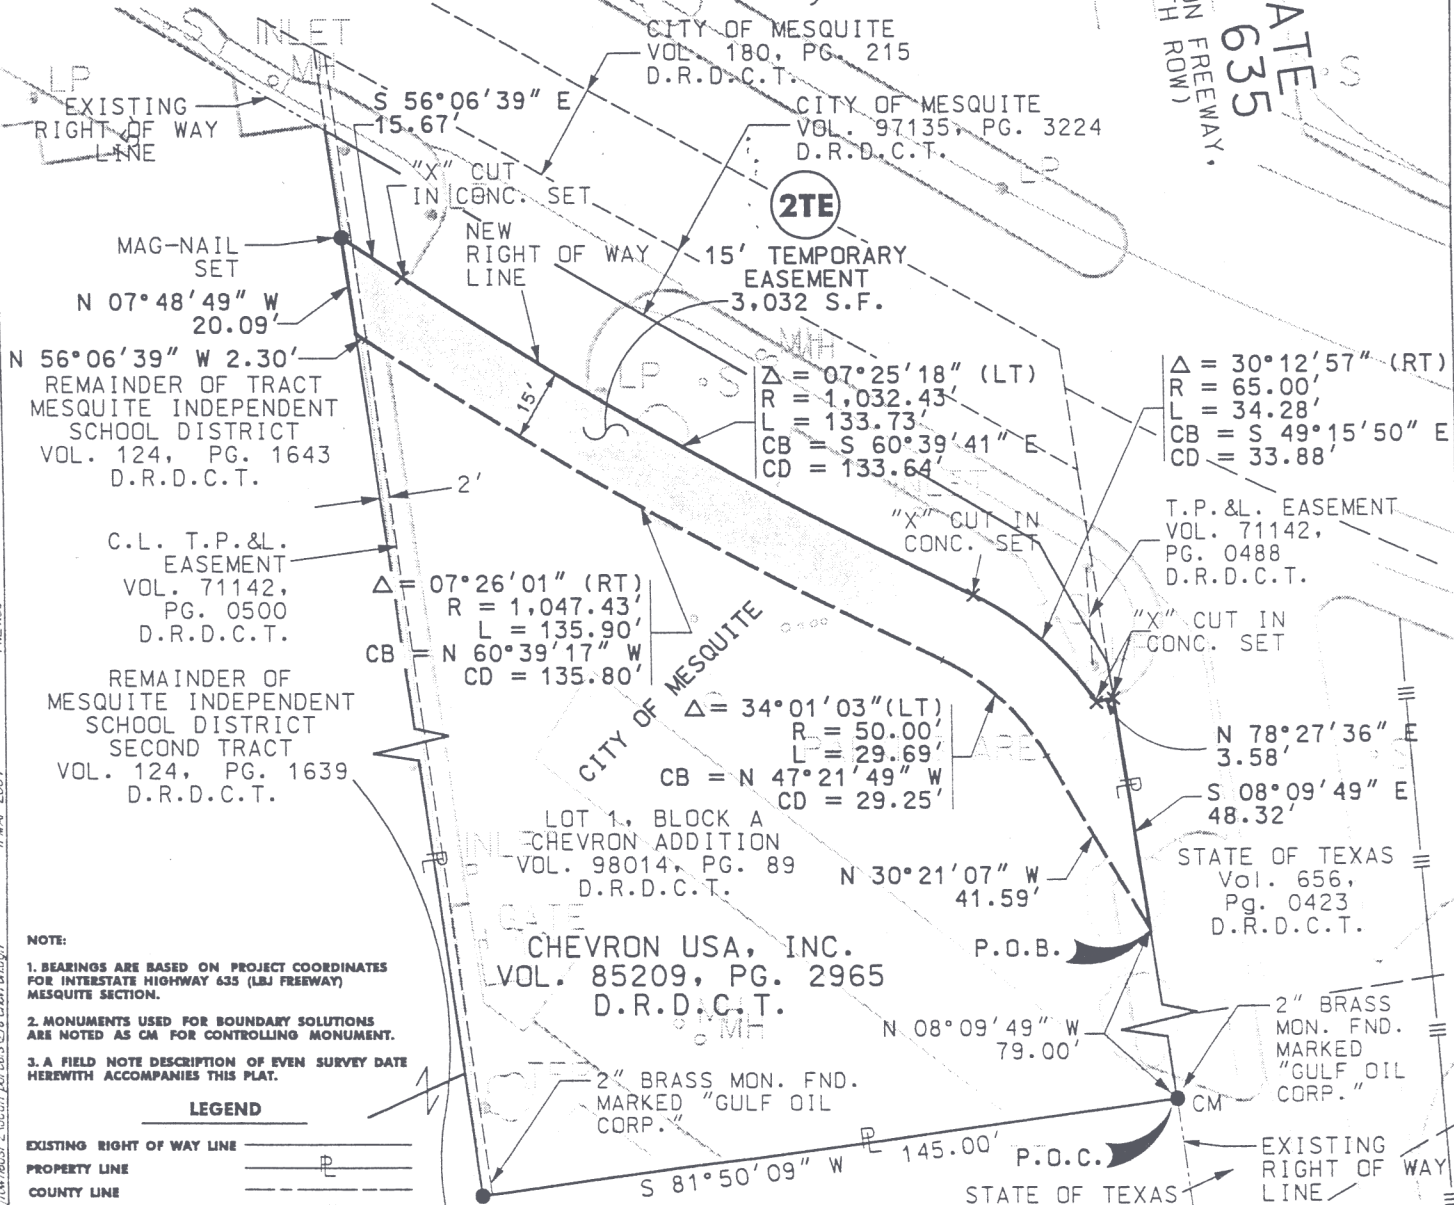 CITY OF MESQUITE
VOL. 180, PG. 215
D.R.D.C.T.
INLET
MH
LP
S
EXISTING
RIGHT OF WAY
LINE
S 56°06'39" E
15.67'
CITY OF MESQUITE
VOL. 97135, PG. 3224
D.R.D.C.T.
ATE
635
ON FREEWAY,
TH ROW)
S
LP
"X" CUT
IN CONC. SET
2TE
15' TEMPORARY
EASEMENT
3,032 S.F.
NEW
RIGHT OF WAY
LINE
MAG-NAIL
SET
N 07°48'49" W
20.09'
N 56°06'39" W 2.30'
REMAINDER OF TRACT
MESQUITE INDEPENDENT
SCHOOL DISTRICT
VOL. 124, PG. 1643
D.R.D.C.T.
15'
LP
S
MH
Δ = 07°25'18" (LT)
R = 1,032.43'
L = 133.73'
CB = S 60°39'41" E
CD = 133.64'
Δ = 30°12'57" (RT)
R = 65.00'
L = 34.28'
CB = S 49°15'50" E
CD = 33.88'
2'
C.L. T.P.&L.
EASEMENT
VOL. 71142,
PG. 0500
D.R.D.C.T.
"X" CUT IN
CONC. SET
T.P.&L. EASEMENT
VOL. 71142,
PG. 0488
D.R.D.C.T.
"X" CUT IN
CONC. SET
Δ = 07°26'01" (RT)
R = 1,047.43'
L = 135.90'
CB = N 60°39'17" W
CD = 135.80'
CITY OF MESQUITE
REMAINDER OF
MESQUITE INDEPENDENT
SCHOOL DISTRICT
SECOND TRACT
VOL. 124, PG. 1639
D.R.D.C.T.
Δ= 34°01'03"(LT)
R = 50.00'
L = 29.69'
CB = N 47°21'49" W
CD = 29.25'
N 78°27'36" E
3.58'
S 08°09'49" E
48.32'
LOT 1, BLOCK A
CHEVRON ADDITION
VOL. 98014, PG. 89
D.R.D.C.T.
INLET
GATE
N 30°21'07" W
41.59'
STATE OF TEXAS
Vol. 656,
Pg. 0423
D.R.D.C.T.
P.O.B.
CHEVRON USA, INC.
VOL. 85209, PG. 2965
D.R.D.C.T.
MH
N 08°09'49" W
79.00'
2" BRASS
MON. FND.
MARKED
"GULF OIL
CORP."
CM
2" BRASS MON. FND.
MARKED "GULF OIL
CORP."
P.O.C.
S 81°50'09" W 145.00'
STATE OF TEXAS
EXISTING
RIGHT OF WAY
LINE
NOTE:
1. BEARINGS ARE BASED ON PROJECT COORDINATES
FOR INTERSTATE HIGHWAY 635 (LBJ FREEWAY)
MESQUITE SECTION.
2. MONUMENTS USED FOR BOUNDARY SOLUTIONS
ARE NOTED AS CM FOR CONTROLLING MONUMENT.
3. A FIELD NOTE DESCRIPTION OF EVEN SURVEY DATE
HEREWITH ACCOMPANIES THIS PLAT.
LEGEND
EXISTING RIGHT OF WAY LINE
PROPERTY LINE
COUNTY LINE